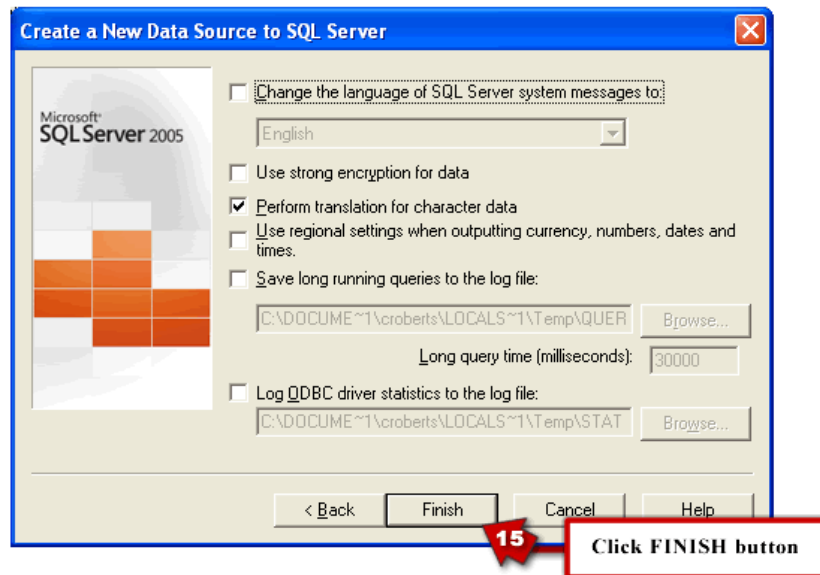 Create a New Data Source to SQL Server
Change the language of SQL Server system messages to:
Microsoft
SQL Server 2005
English
Use strong encryption for data
Perform translation for character data
Use regional settings when outputting currency, numbers, dates and
times.
Save long running queries to the log file:
C:\DOCUME~1\croberts\LOCALS~1\Temp\QUER Browse...
Long query time (milliseconds): 30000
Log ODBC driver statistics to the log file:
C:\DOCUME~1\croberts\LOCALS~1\Temp\STAT Browse...
< Back Finish Cancel Help
15 Click FINISH button